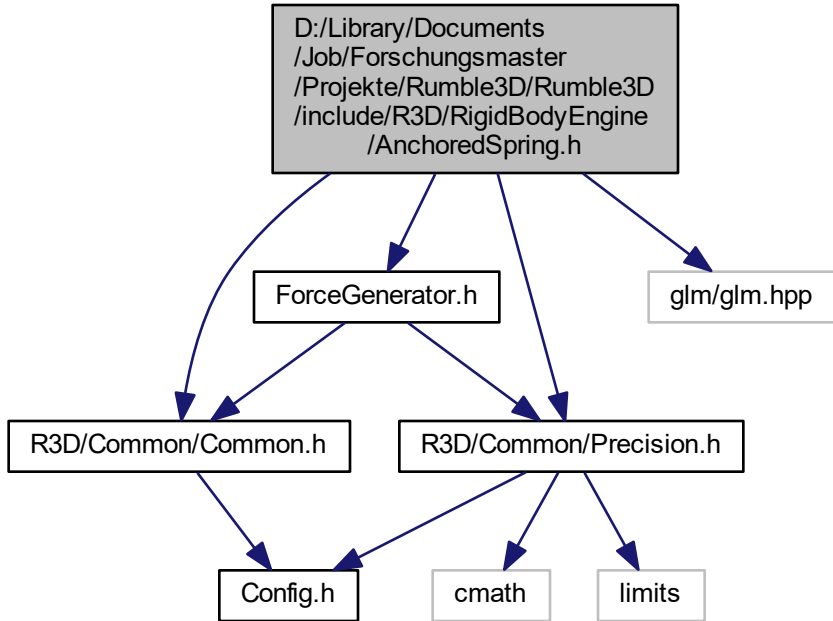 D:/Library/Documents
/Job/Forschungsmaster
/Projekte/Rumble3D/Rumble3D
/include/R3D/RigidBodyEngine
/AnchoredSpring.h
ForceGenerator.h
glm/glm.hpp
R3D/Common/Common.h
R3D/Common/Precision.h
Config.h
cmath
limits